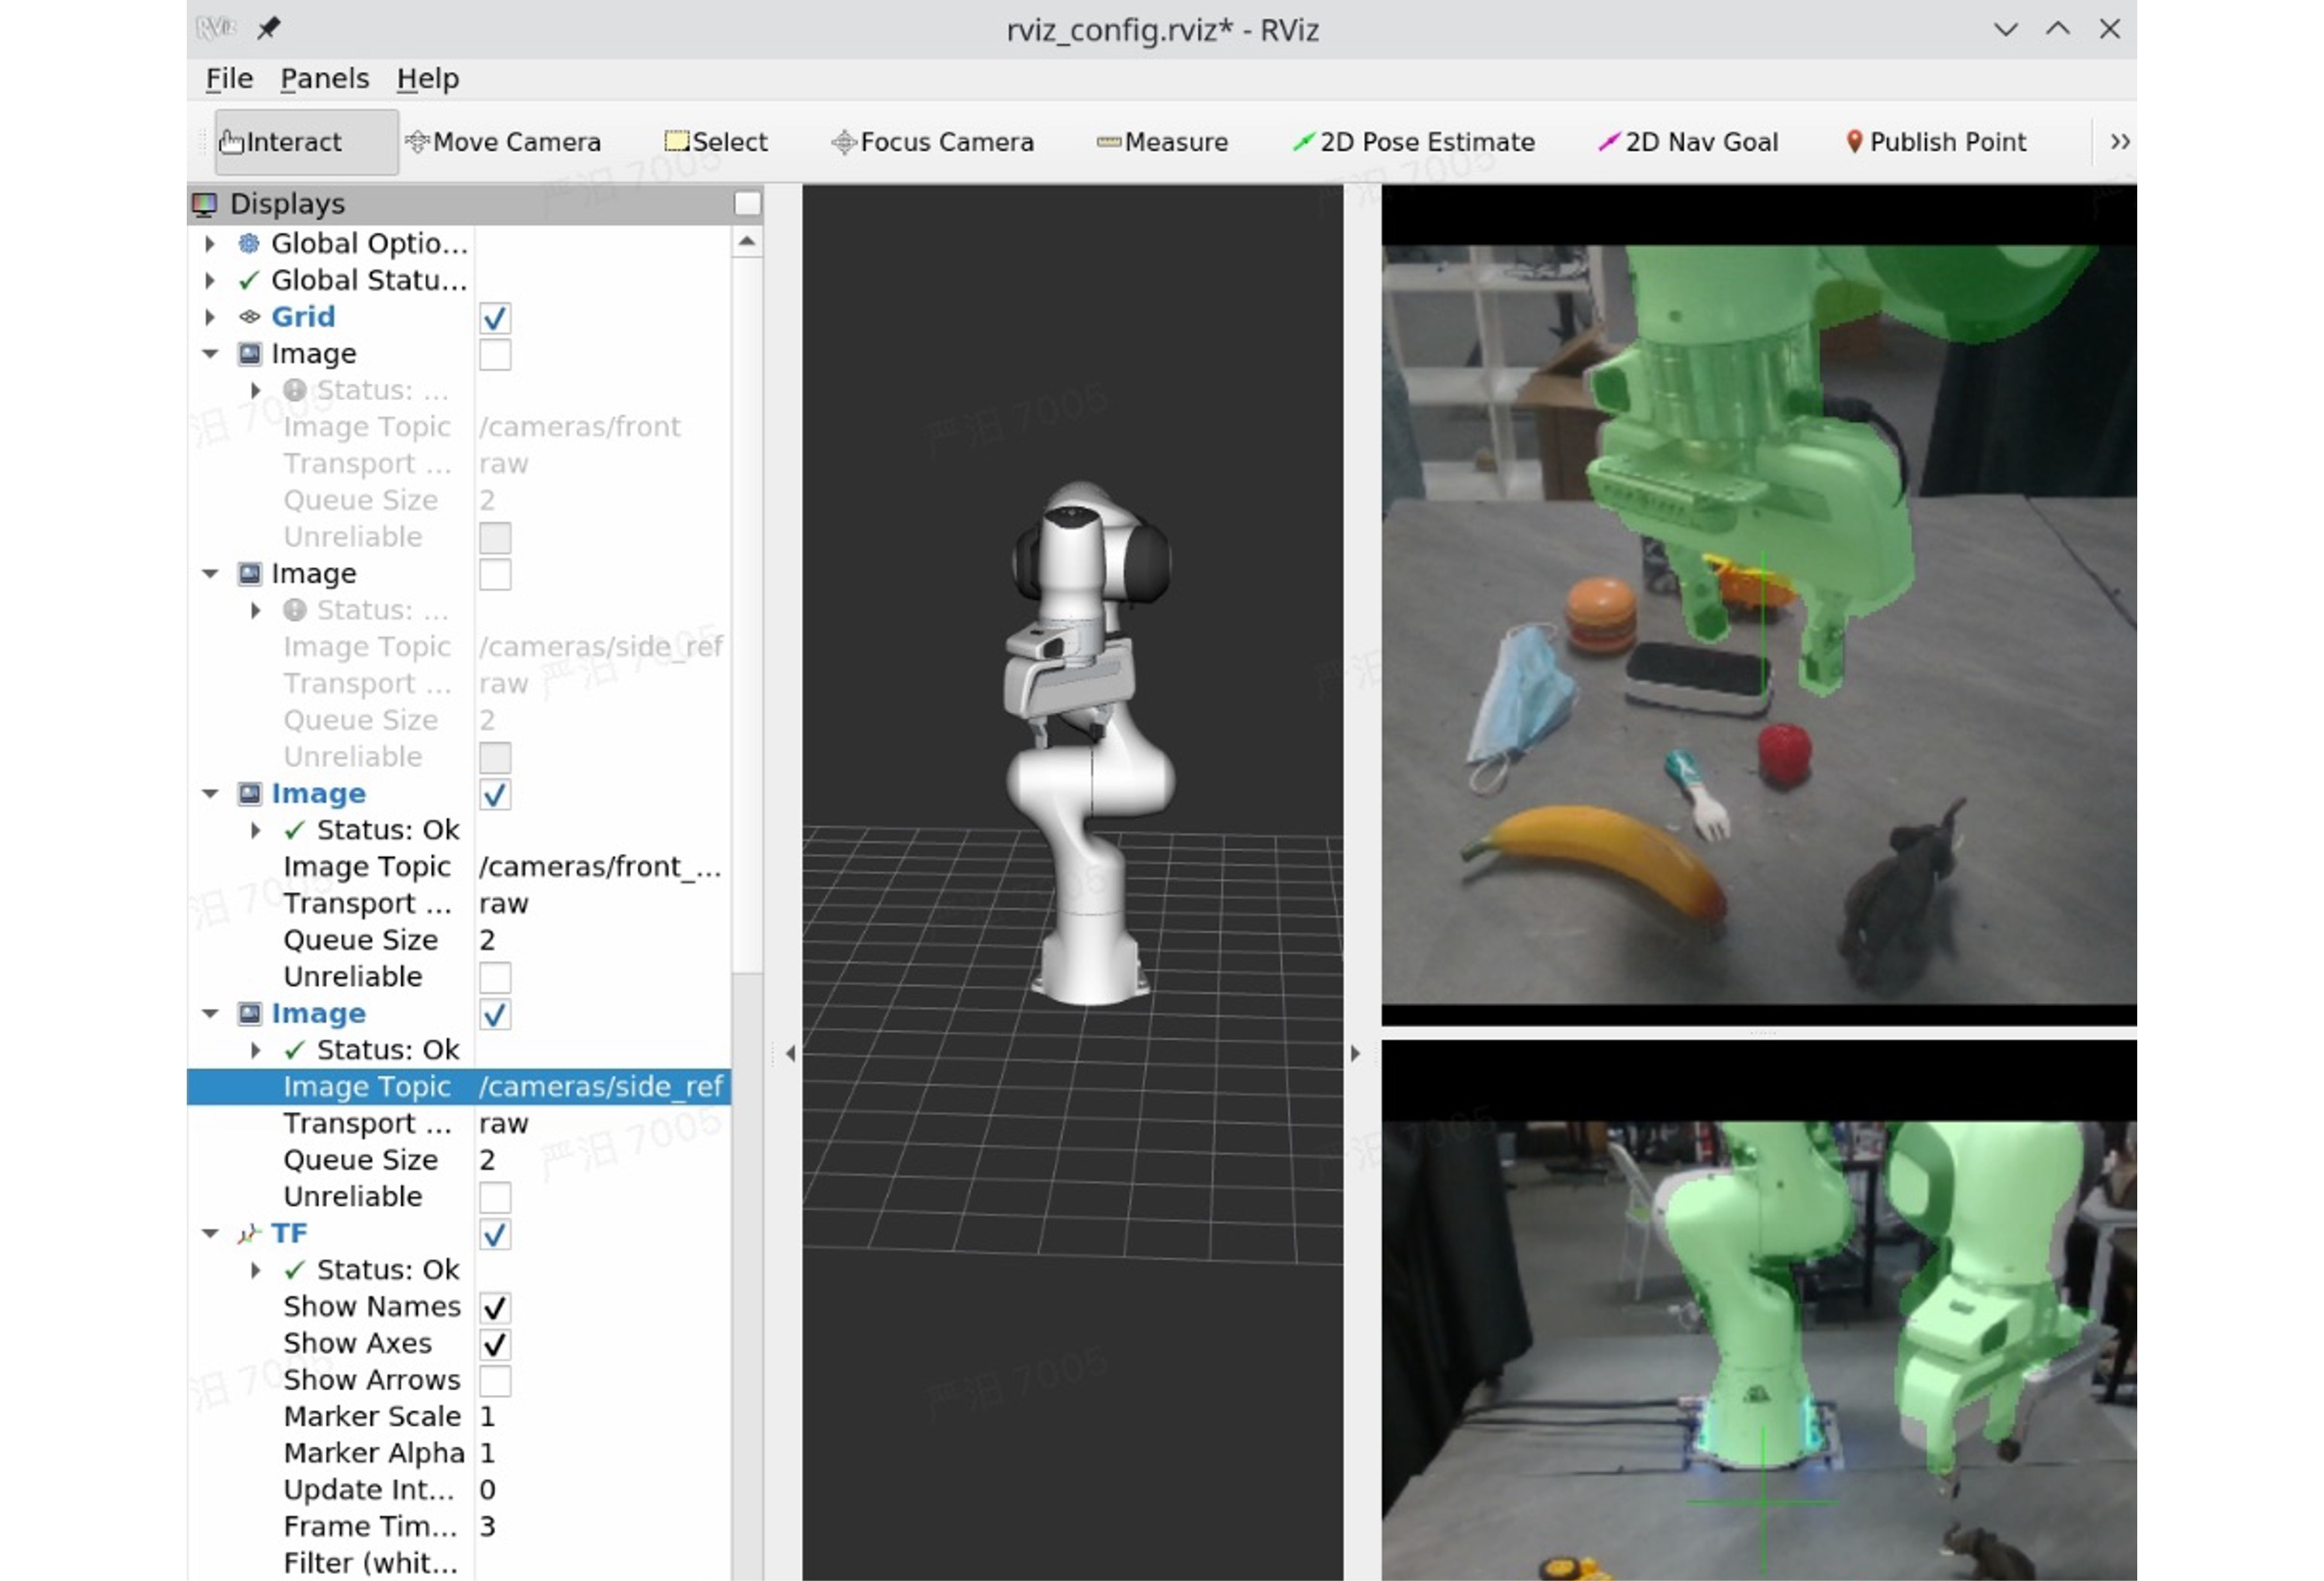 RViz
rviz_config.rviz* - RViz
File Panels Help
Interact Move Camera Select Focus Camera Measure 2D Pose Estimate 2D Nav Goal Publish Point »
Displays
Global Optio...
Global Statu...
Grid
Image
Status: ...
Image Topic /cameras/front
Transport ... raw
Queue Size 2
Unreliable
Image
Status: ...
Image Topic /cameras/side_ref
Transport ... raw
Queue Size 2
Unreliable
Image
Status: Ok
Image Topic /cameras/front_...
Transport ... raw
Queue Size 2
Unreliable
Image
Status: Ok
Image Topic /cameras/side_ref
Transport ... raw
Queue Size 2
Unreliable
TF
Status: Ok
Show Names
Show Axes
Show Arrows
Marker Scale 1
Marker Alpha 1
Update Int... 0
Frame Tim... 3
Filter (whit...
严汨 7005